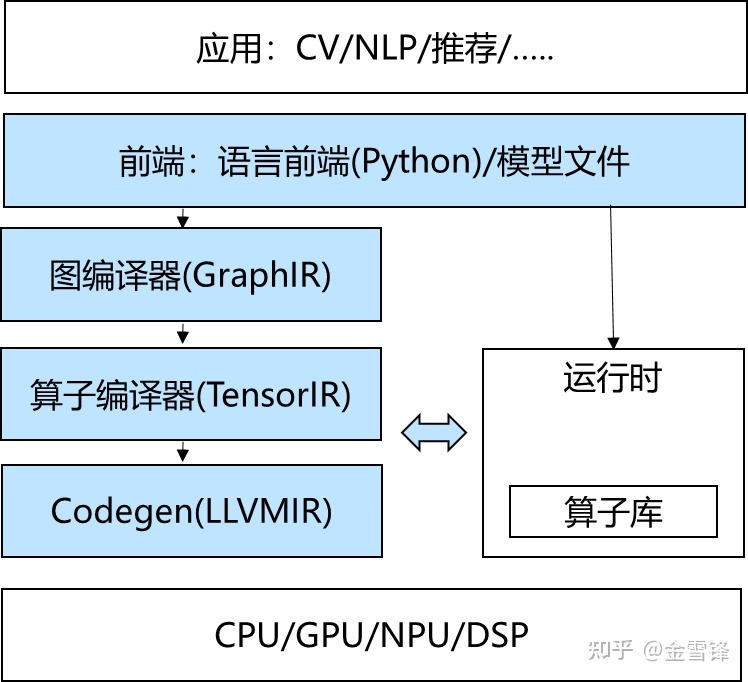 应用：CV/NLP/推荐/.....
前端：语言前端(Python)/模型文件
图编译器(GraphIR)
算子编译器(TensorIR)
运行时
Codegen(LLVMIR)
算子库
CPU/GPU/NPU/DSP
知乎 @金雪锋